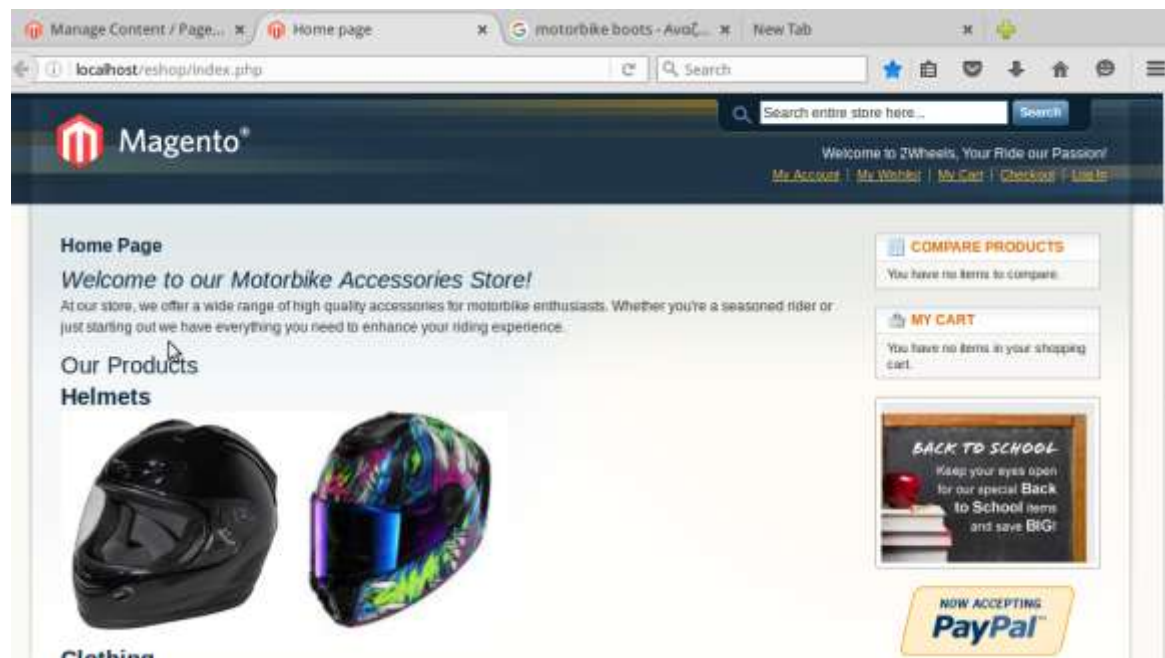 Manage Content / Page...
Home page
motorbike boots - Αναζ...
New Tab
localhost/eshop/index.php
Search
Magento®
Search entire store here...
Search
Welcome to 2Wheels, Your Ride our Passion!
My Account | My Wishlist | My Cart | Checkout | Log In
Home Page
Welcome to our Motorbike Accessories Store!
At our store, we offer a wide range of high quality accessories for motorbike enthusiasts. Whether you're a seasoned rider or
just starting out we have everything you need to enhance your riding experience.
Our Products
Helmets
Clothing
COMPARE PRODUCTS
You have no items to compare.
MY CART
You have no items in your shopping
cart.
BACK TO SCHOOL
Keep your eyes open
for our special Back
to School items
and save BIG!
NOW ACCEPTING
PayPal™